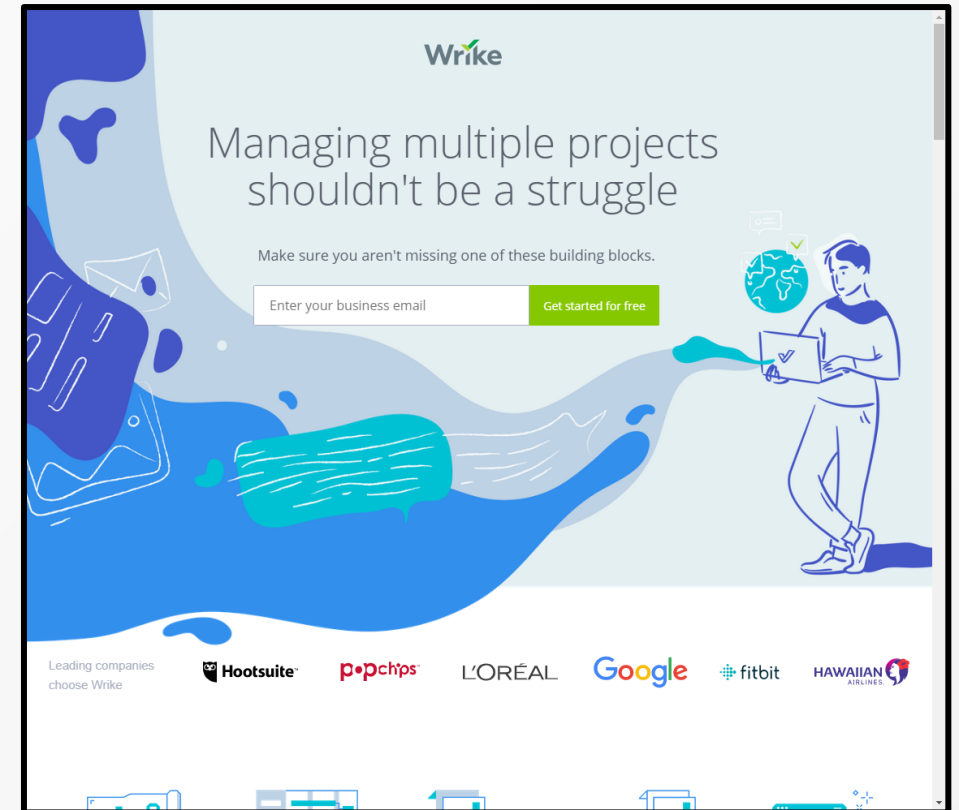 Wrike
Managing multiple projects
shouldn't be a struggle
Make sure you aren't missing one of these building blocks.
Enter your business email
Get started for free
Leading companies
choose Wrike
Hootsuite™
popchips
L'ORÉAL
Google
fitbit
HAWAIIAN
AIRLINES.